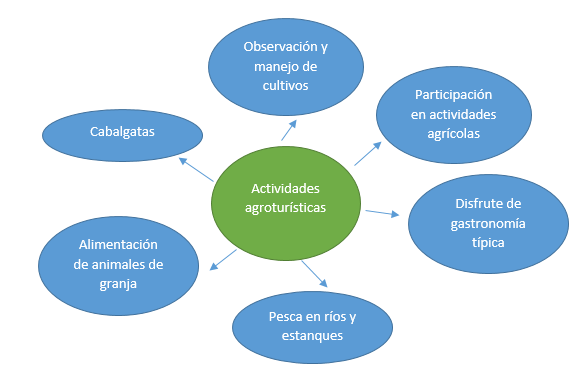 Observación y
manejo de
cultivos
Participación
en actividades
agrícolas
Cabalgatas
Actividades
agroturísticas
Disfrute de
gastronomía
típica
Alimentación
de animales de
granja
Pesca en ríos y
estanques